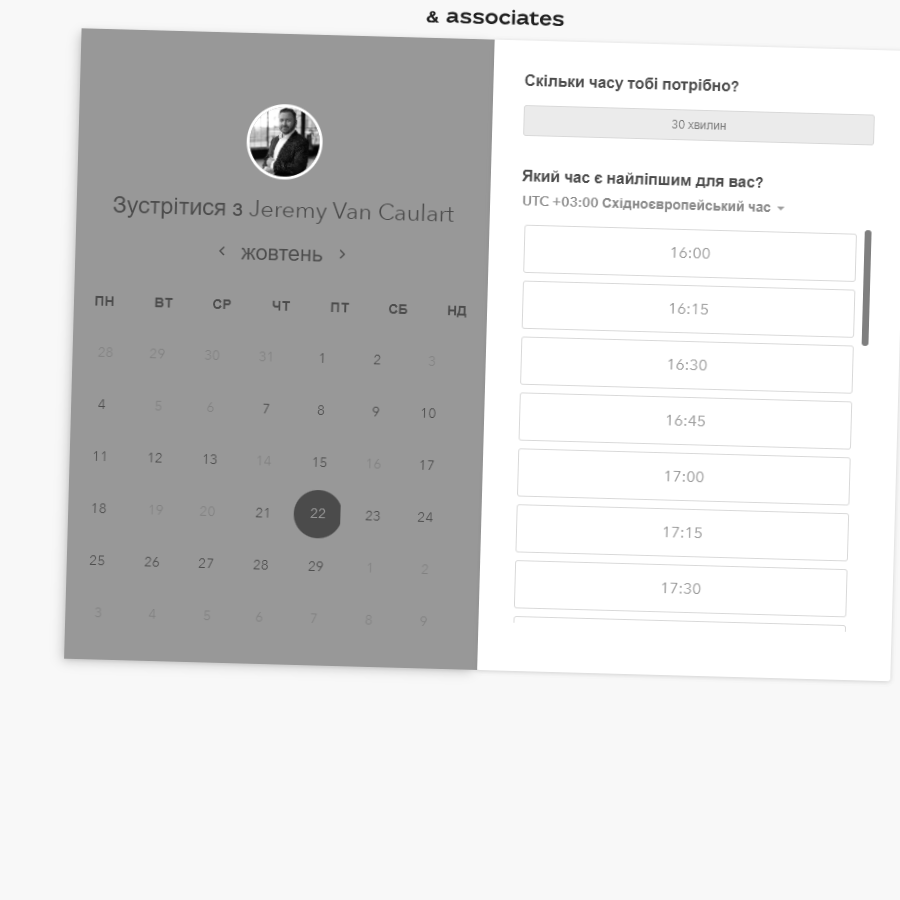 & associates
Зустрітися з Jeremy Van Caulart
жовтень
ПН ВТ СР ЧТ ПТ СБ НД
28 29 30 31 1 2 3
4 5 6 7 8 9 10
11 12 13 14 15 16 17
18 19 20 21 22 23 24
25 26 27 28 29 1 2
3 4 5 6 7 8 9
Скільки часу тобі потрібно?
30 хвилин
Який час є найліпшим для вас?
UTC +03:00 Східноєвропейський час
16:00
16:15
16:30
16:45
17:00
17:15
17:30